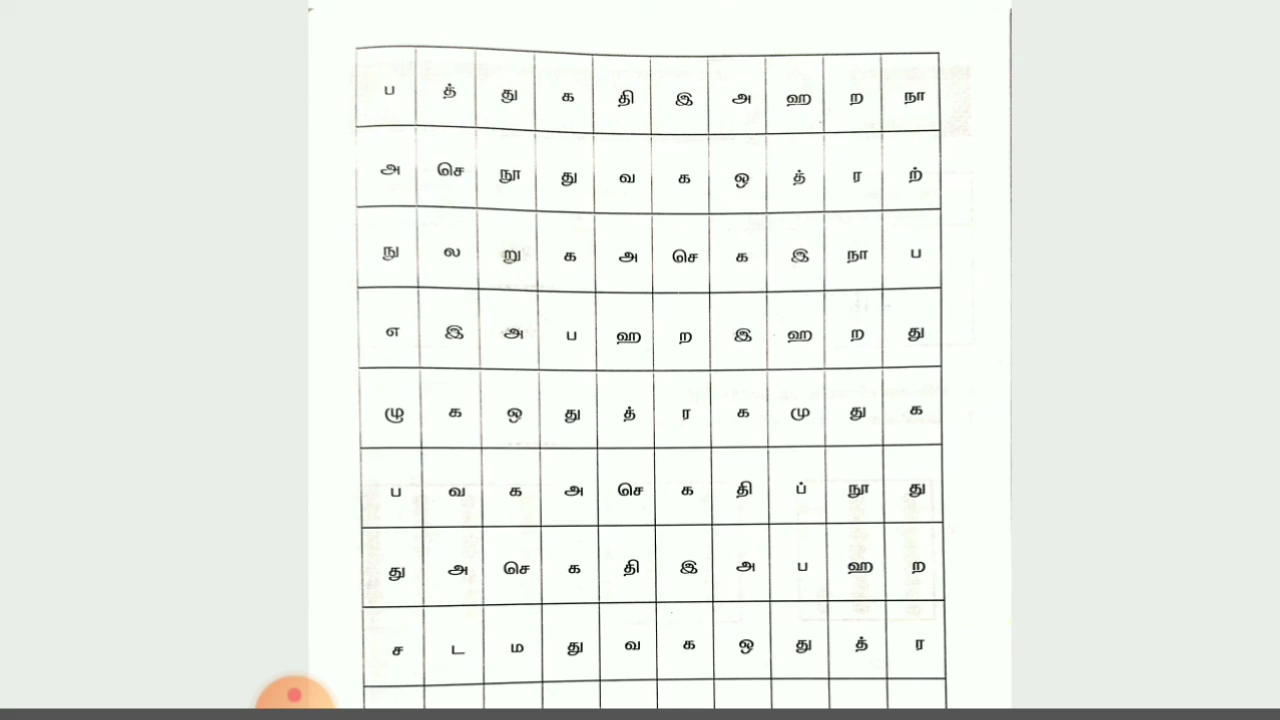 ப த் து க தி இ அ ஹ ற நா
அ செ நூ து வ க ஒ த் ர ற்
நு ல று க அ செ க இ நா ப
எ இ அ ப ஹ ற இ ஹ ற து
மு க ஒ து த் ர க மு து க
ப வ க அ செ க தி ப் நூ து
து அ செ க தி இ அ ப ஹ ற
ச ட ம து வ க ஒ து த் ர